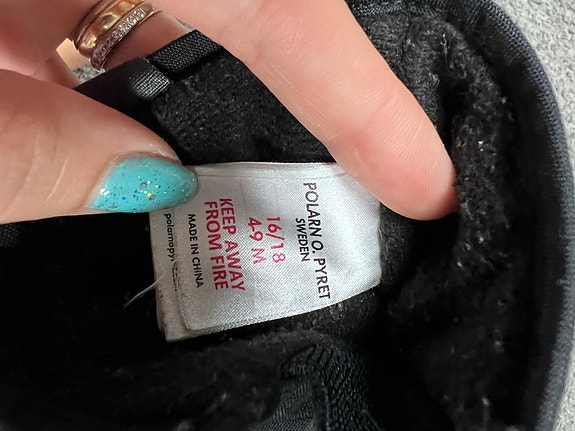 POLARN O. PYRET
SWEDEN
16/18
4-9 M
KEEP AWAY
FROM FIRE
MADE IN CHINA